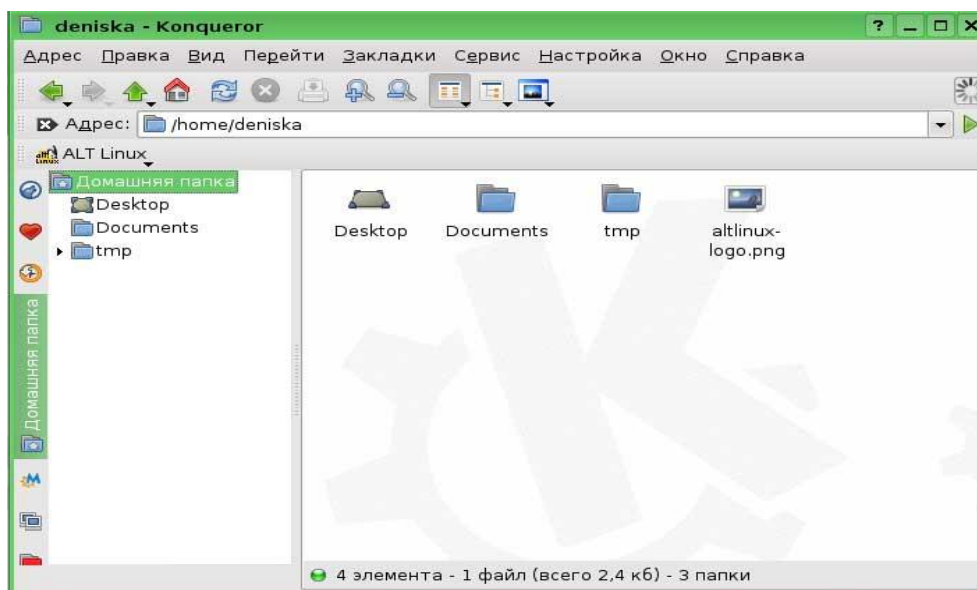 deniska - Konqueror
Адрес Правка Вид Перейти Закладки Сервис Настройка Окно Справка
Адрес: /home/deniska
ALT Linux
Домашняя папка
Desktop
Documents
tmp
Домашняя папка
Desktop Documents tmp altlinux-
logo.png
4 элемента - 1 файл (всего 2,4 кб) - 3 папки